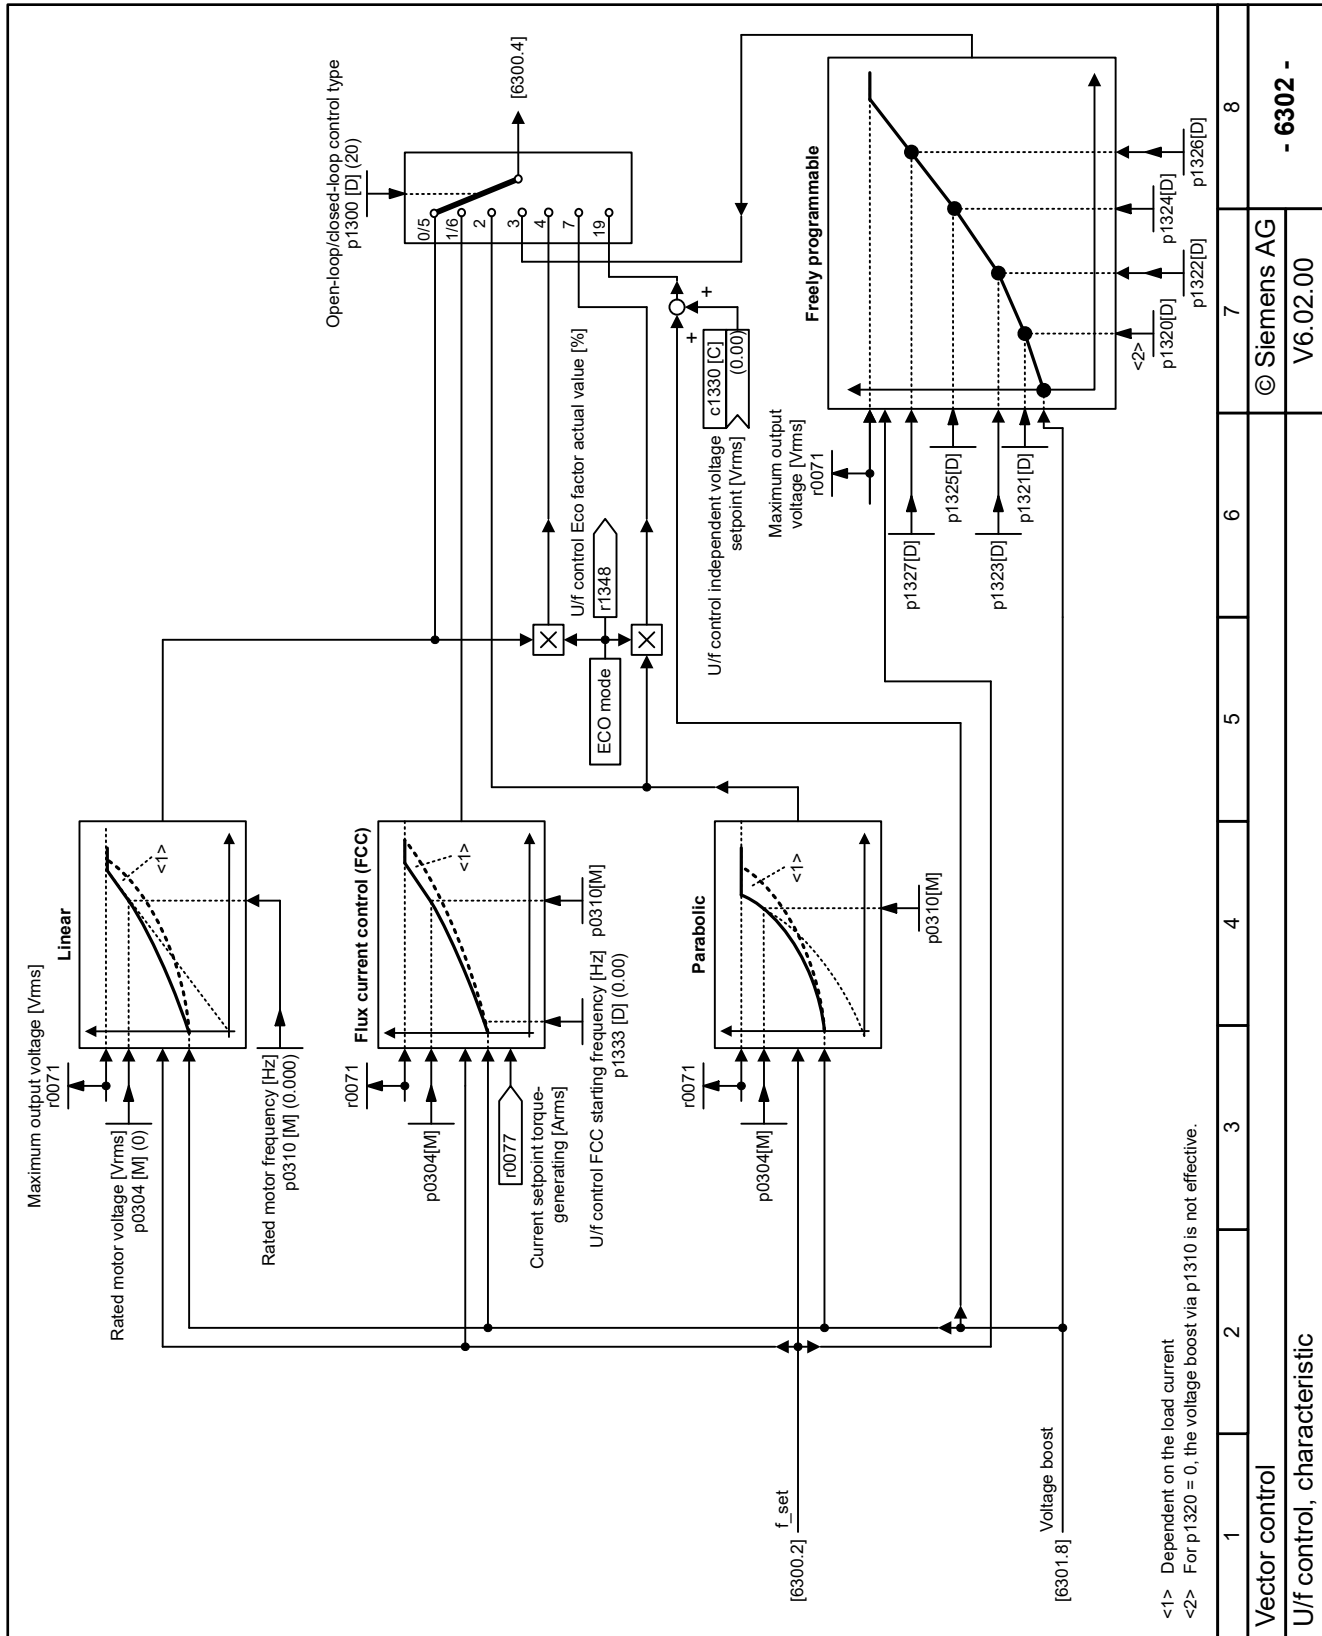 Maximum output voltage [Vrms]
r0071
Rated motor voltage [Vrms]
p0304 [M] (0)
Rated motor frequency [Hz]
p0310 [M] (0.000)
Linear
<1>
r0071
p0304[M]
r0077
Current setpoint torque-
generating [Arms]
U/f control FCC starting frequency [Hz]
p1333 [D] (0.00)
p0310[M]
Flux current control (FCC)
<1>
r0071
p0304[M]
p0310[M]
Parabolic
<1>
Open-loop/closed-loop control type
p1300 [D] (20)
0/5
1/6
2
3
4
7
19
[6300.4]
ECO mode
r1348
U/f control Eco factor actual value [%]
U/f control independent voltage
setpoint [Vrms]
c1330 [C]
(0.00)
+
+
Maximum output
voltage [Vrms]
r0071
p1327[D]
p1325[D]
p1323[D]
p1321[D]
Freely programmable
<2>
p1320[D]
p1322[D]
p1324[D]
p1326[D]
[6300.2]
f_set
[6301.8]
Voltage boost
<1> Dependent on the load current
<2> For p1320 = 0, the voltage boost via p1310 is not effective.
1 2 3 4 5 6 7 8
Vector control
© Siemens AG
- 6302 -
U/f control, characteristic
V6.02.00